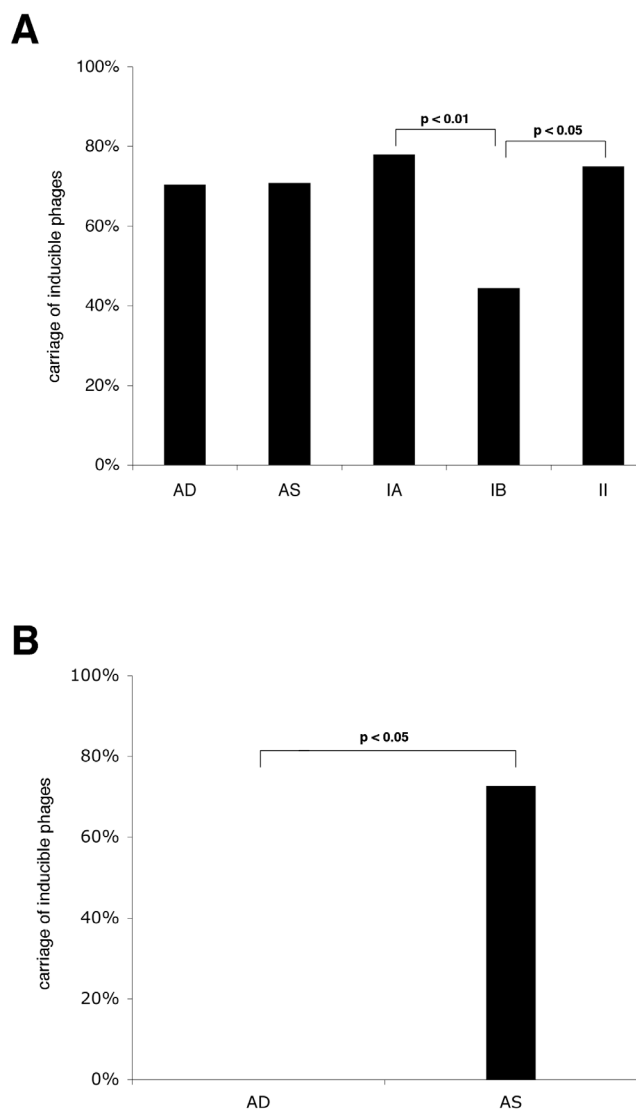 A
100%
p < 0.01
p < 0.05
80%
60%
40%
20%
0%
carriage of inducible phages
AD AS IA IB II
B
100%
p < 0.05
80%
60%
40%
20%
0%
carriage of inducible phages
AD AS